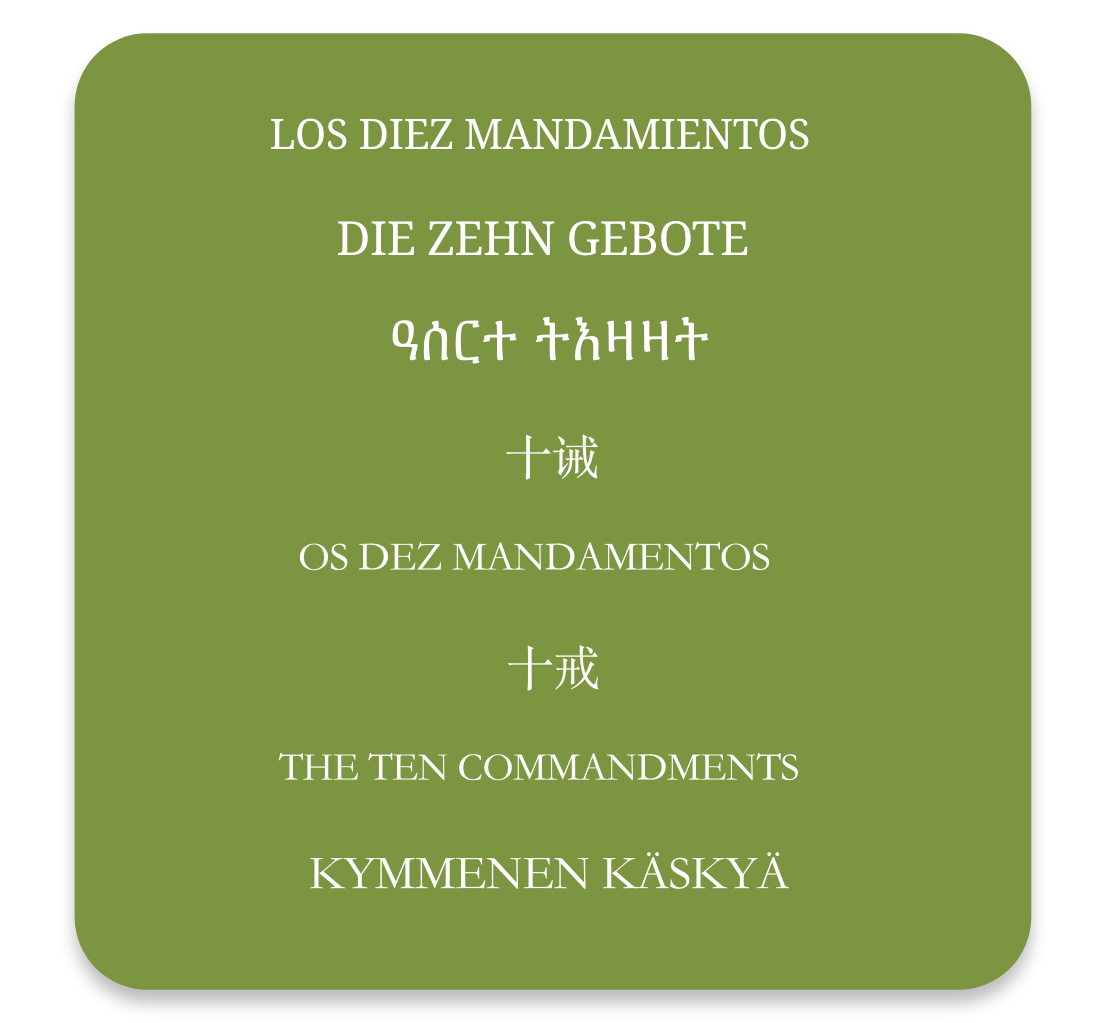 LOS DIEZ MANDAMIENTOS
DIE ZEHN GEBOTE
ዓሰርተ ትእዛዛት
十诫
OS DEZ MANDAMENTOS
十戒
THE TEN COMMANDMENTS
KYMMENEN KÄSKYÄ